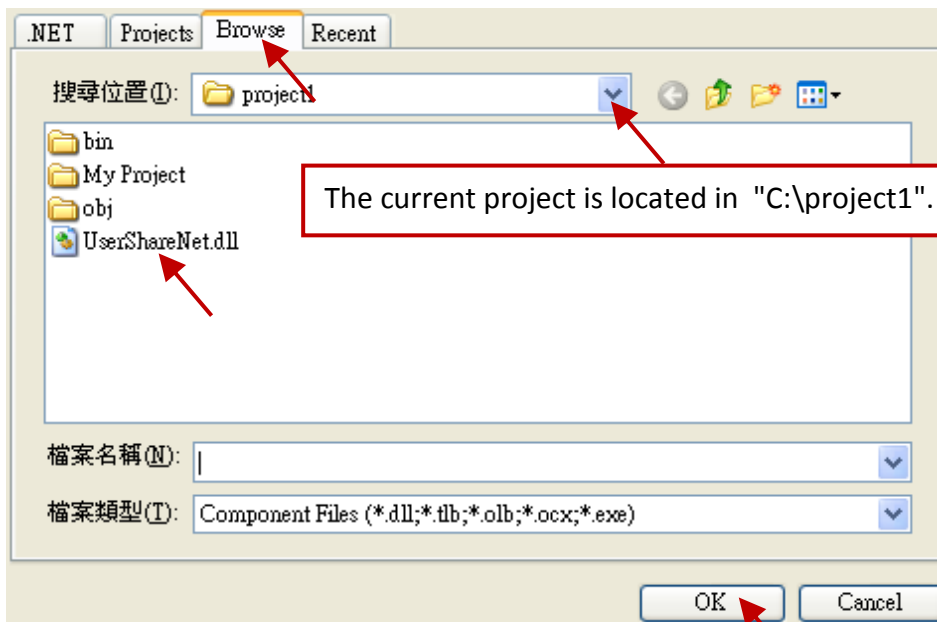 .NET Projects Browse Recent
搜尋位置(I): project1
bin
My Project
obj
UserShareNet.dll
The current project is located in "C:\project1".
檔案名稱(N):
檔案類型(T): Component Files (*.dll;*.tlb;*.olb;*.ocx;*.exe)
OK Cancel